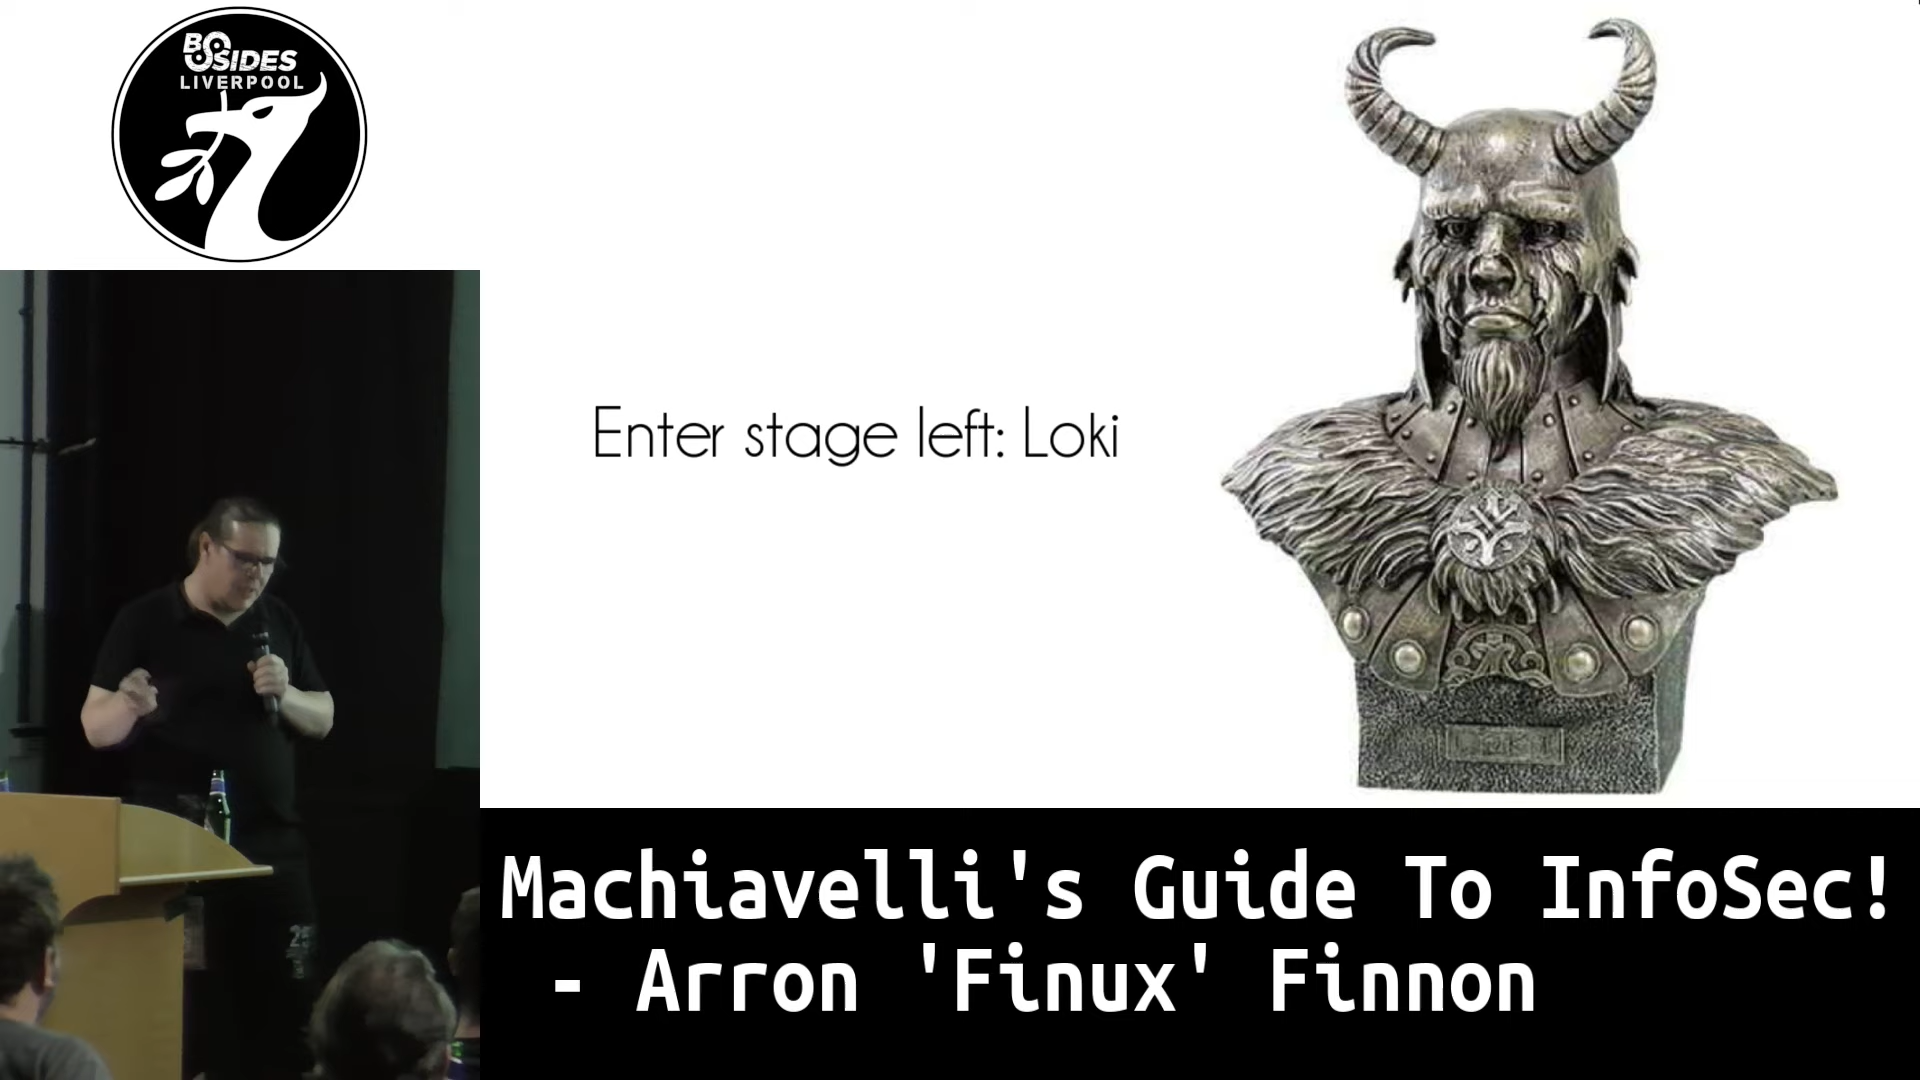 BSIDES
LIVERPOOL
Enter stage left: Loki
Machiavelli's Guide To InfoSec!
- Arron 'Finux' Finnon